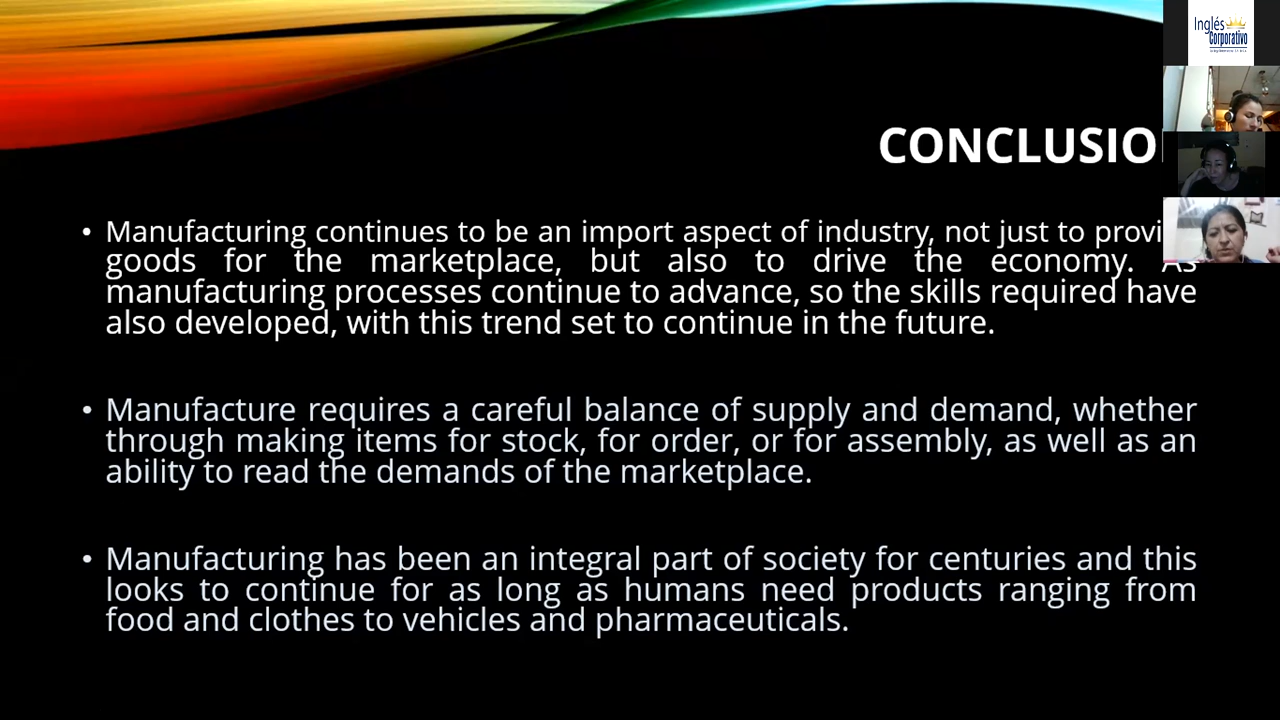 Inglés
Corporativo
CONCLUSIO
• Manufacturing continues to be an import aspect of industry, not just to provi
goods for the marketplace, but also to drive the economy. As
manufacturing processes continue to advance, so the skills required have
also developed, with this trend set to continue in the future.
• Manufacture requires a careful balance of supply and demand, whether
through making items for stock, for order, or for assembly, as well as an
ability to read the demands of the marketplace.
• Manufacturing has been an integral part of society for centuries and this
looks to continue for as long as humans need products ranging from
food and clothes to vehicles and pharmaceuticals.